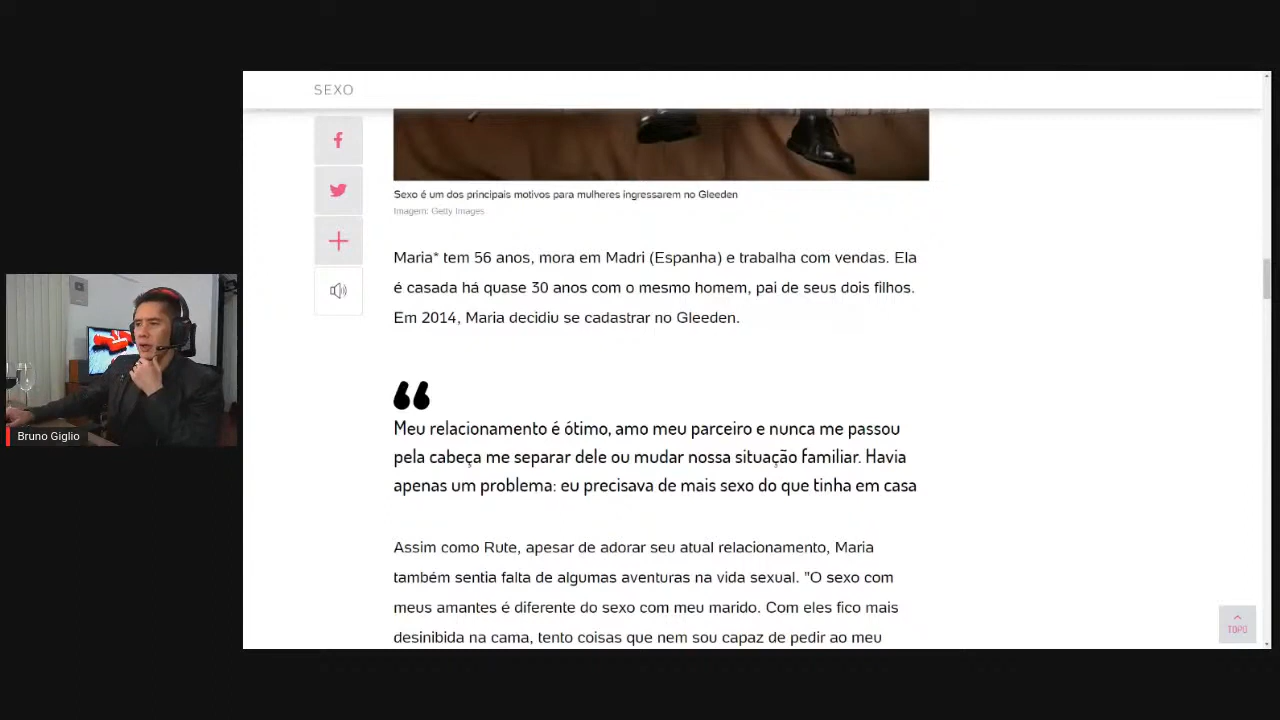 SEXO
Sexo é um dos principais motivos para mulheres ingressarem no Gleeden
Imagem: Getty Images
Maria* tem 56 anos, mora em Madri (Espanha) e trabalha com vendas. Ela
é casada há quase 30 anos com o mesmo homem, pai de seus dois filhos.
Em 2014, Maria decidiu se cadastrar no Gleeden.
Meu relacionamento é ótimo, amo meu parceiro e nunca me passou
pela cabeça me separar dele ou mudar nossa situação familiar. Havia
apenas um problema: eu precisava de mais sexo do que tinha em casa
Assim como Rute, apesar de adorar seu atual relacionamento, Maria
também sentia falta de algumas aventuras na vida sexual. "O sexo com
meus amantes é diferente do sexo com meu marido. Com eles fico mais
desinibida na cama, tento coisas que nem sou capaz de pedir ao meu
TOPO
Bruno Giglio